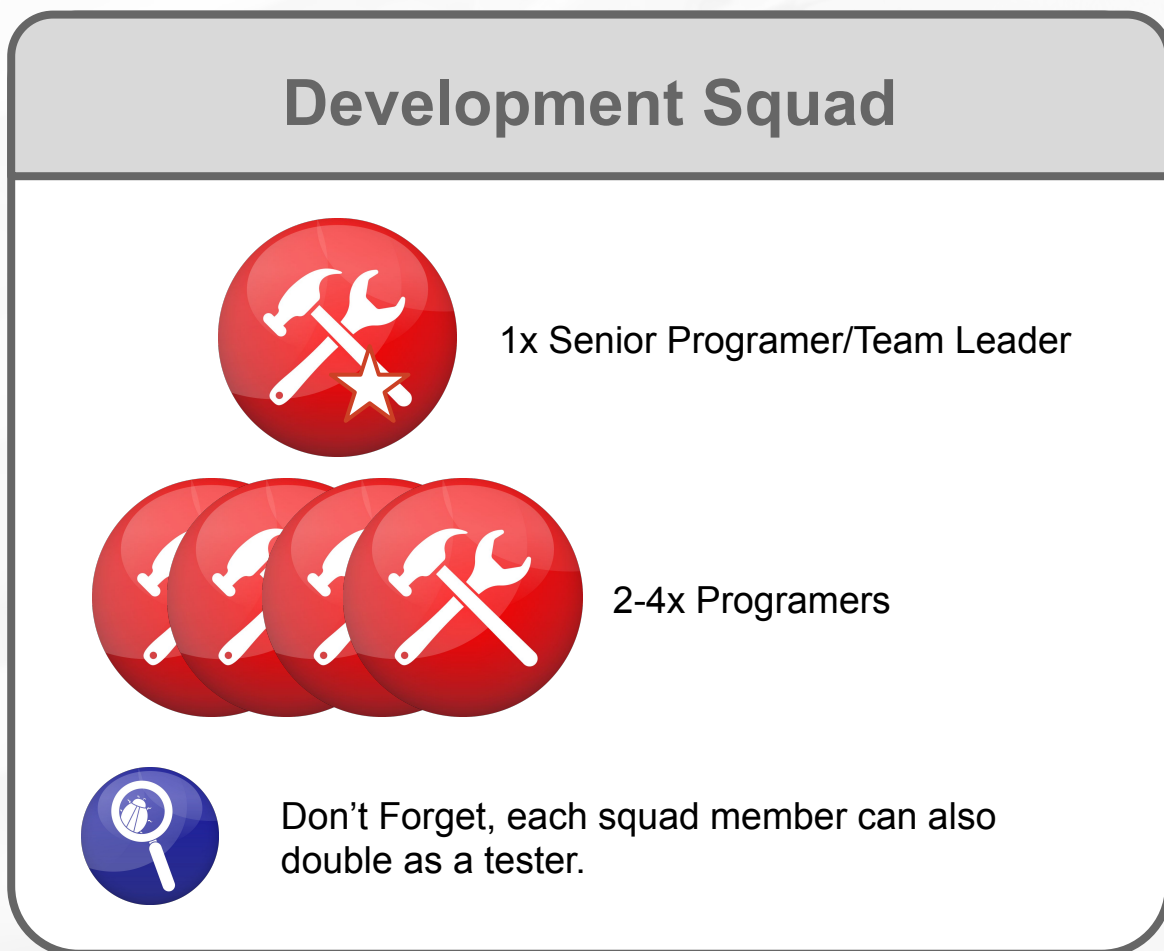 Development Squad
1x Senior Programer/Team Leader
2-4x Programers
Don’t Forget, each squad member can also
double as a tester.